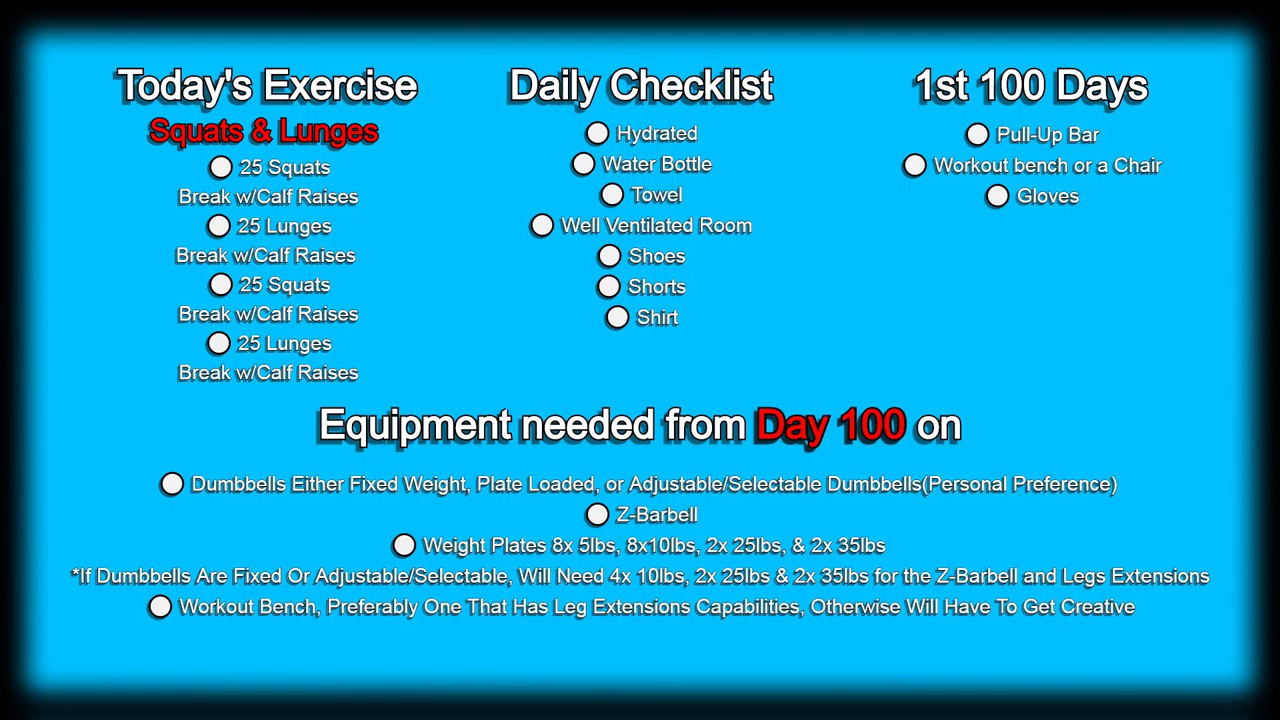 Today's Exercise
Squats & Lunges
25 Squats
Break w/Calf Raises
25 Lunges
Break w/Calf Raises
25 Squats
Break w/Calf Raises
25 Lunges
Break w/Calf Raises
Daily Checklist
Hydrated
Water Bottle
Towel
Well Ventilated Room
Shoes
Shorts
Shirt
1st 100 Days
Pull-Up Bar
Workout bench or a Chair
Gloves
Equipment needed from Day 100 on
Dumbbells Either Fixed Weight, Plate Loaded, or Adjustable/Selectable Dumbbells(Personal Preference)
Z-Barbell
Weight Plates 8x 5lbs, 8x10lbs, 2x 25lbs, & 2x 35lbs
*If Dumbbells Are Fixed Or Adjustable/Selectable, Will Need 4x 10lbs, 2x 25lbs & 2x 35lbs for the Z-Barbell and Legs Extensions
Workout Bench, Preferably One That Has Leg Extensions Capabilities, Otherwise Will Have To Get Creative